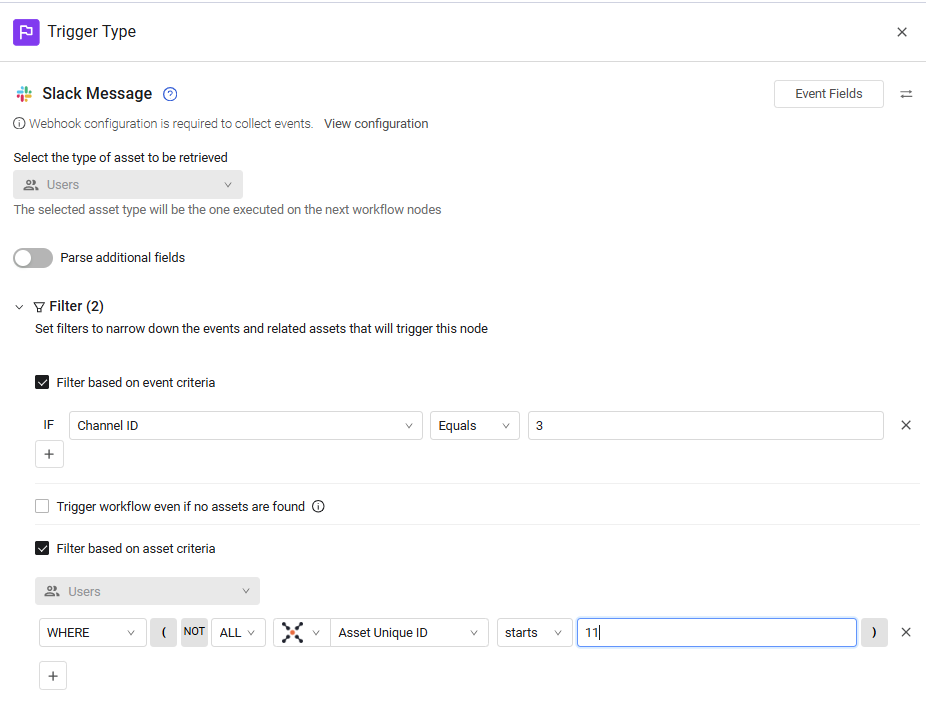 Trigger Type
Slack Message
Event Fields
Webhook configuration is required to collect events. View configuration
Select the type of asset to be retrieved
Users
The selected asset type will be the one executed on the next workflow nodes
Parse additional fields
Filter (2)
Set filters to narrow down the events and related assets that will trigger this node
Filter based on event criteria
IF Channel ID Equals 3
+
Trigger workflow even if no assets are found
Filter based on asset criteria
Users
WHERE ( NOT ALL Asset Unique ID starts 11 )
+